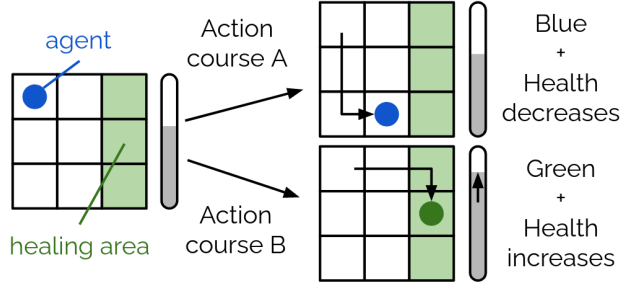 agent
healing area
Action
course A
Action
course B
Blue
+
Health
decreases
Green
+
Health
increases